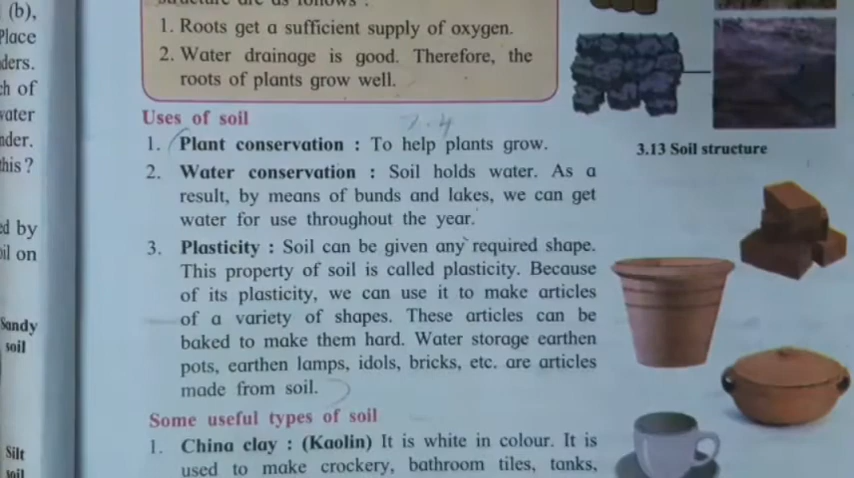 (b),
Place
ders.
ch of
water
nder.
this ?
ed by
oil on
Sandy
soil
Silt
soil
structure are as follows :
1. Roots get a sufficient supply of oxygen.
2. Water drainage is good. Therefore, the
roots of plants grow well.
Uses of soil
1. Plant conservation : To help plants grow.
2. Water conservation : Soil holds water. As a
result, by means of bunds and lakes, we can get
water for use throughout the year.
3. Plasticity : Soil can be given any required shape.
This property of soil is called plasticity. Because
of its plasticity, we can use it to make articles
of a variety of shapes. These articles can be
baked to make them hard. Water storage earthen
pots, earthen lamps, idols, bricks, etc. are articles
made from soil.
Some useful types of soil
1. China clay : (Kaolin) It is white in colour. It is
used to make crockery, bathroom tiles, tanks,
3.13 Soil structure